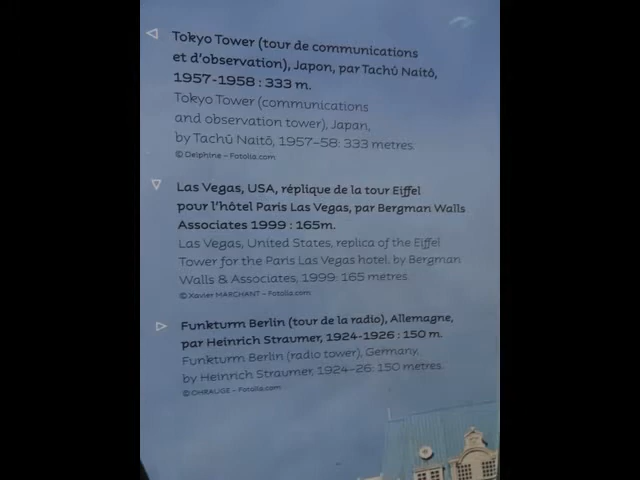 Tokyo Tower (tour de communications
et d'observation), Japon, par Tachú Naitô,
1957-1958 : 333 m.
Tokyo Tower (communications
and observation tower), Japan,
by Tachū Naitō, 1957–58: 333 metres.
© Delphine – Fotolia.com
Las Vegas, USA, réplique de la tour Eiffel
pour l'hôtel Paris Las Vegas, par Bergman Walls
Associates 1999 : 165m.
Las Vegas, United States, replica of the Eiffel
Tower for the Paris Las Vegas hotel, by Bergman
Walls & Associates, 1999: 165 metres.
© Xavier MARCHANT – Fotolia.com
Funkturm Berlin (tour de la radio), Allemagne,
par Heinrich Straumer, 1924-1926 : 150 m.
Funkturm Berlin (radio tower), Germany,
by Heinrich Straumer, 1924–26: 150 metres.
© OHRAUGE – Fotolia.com